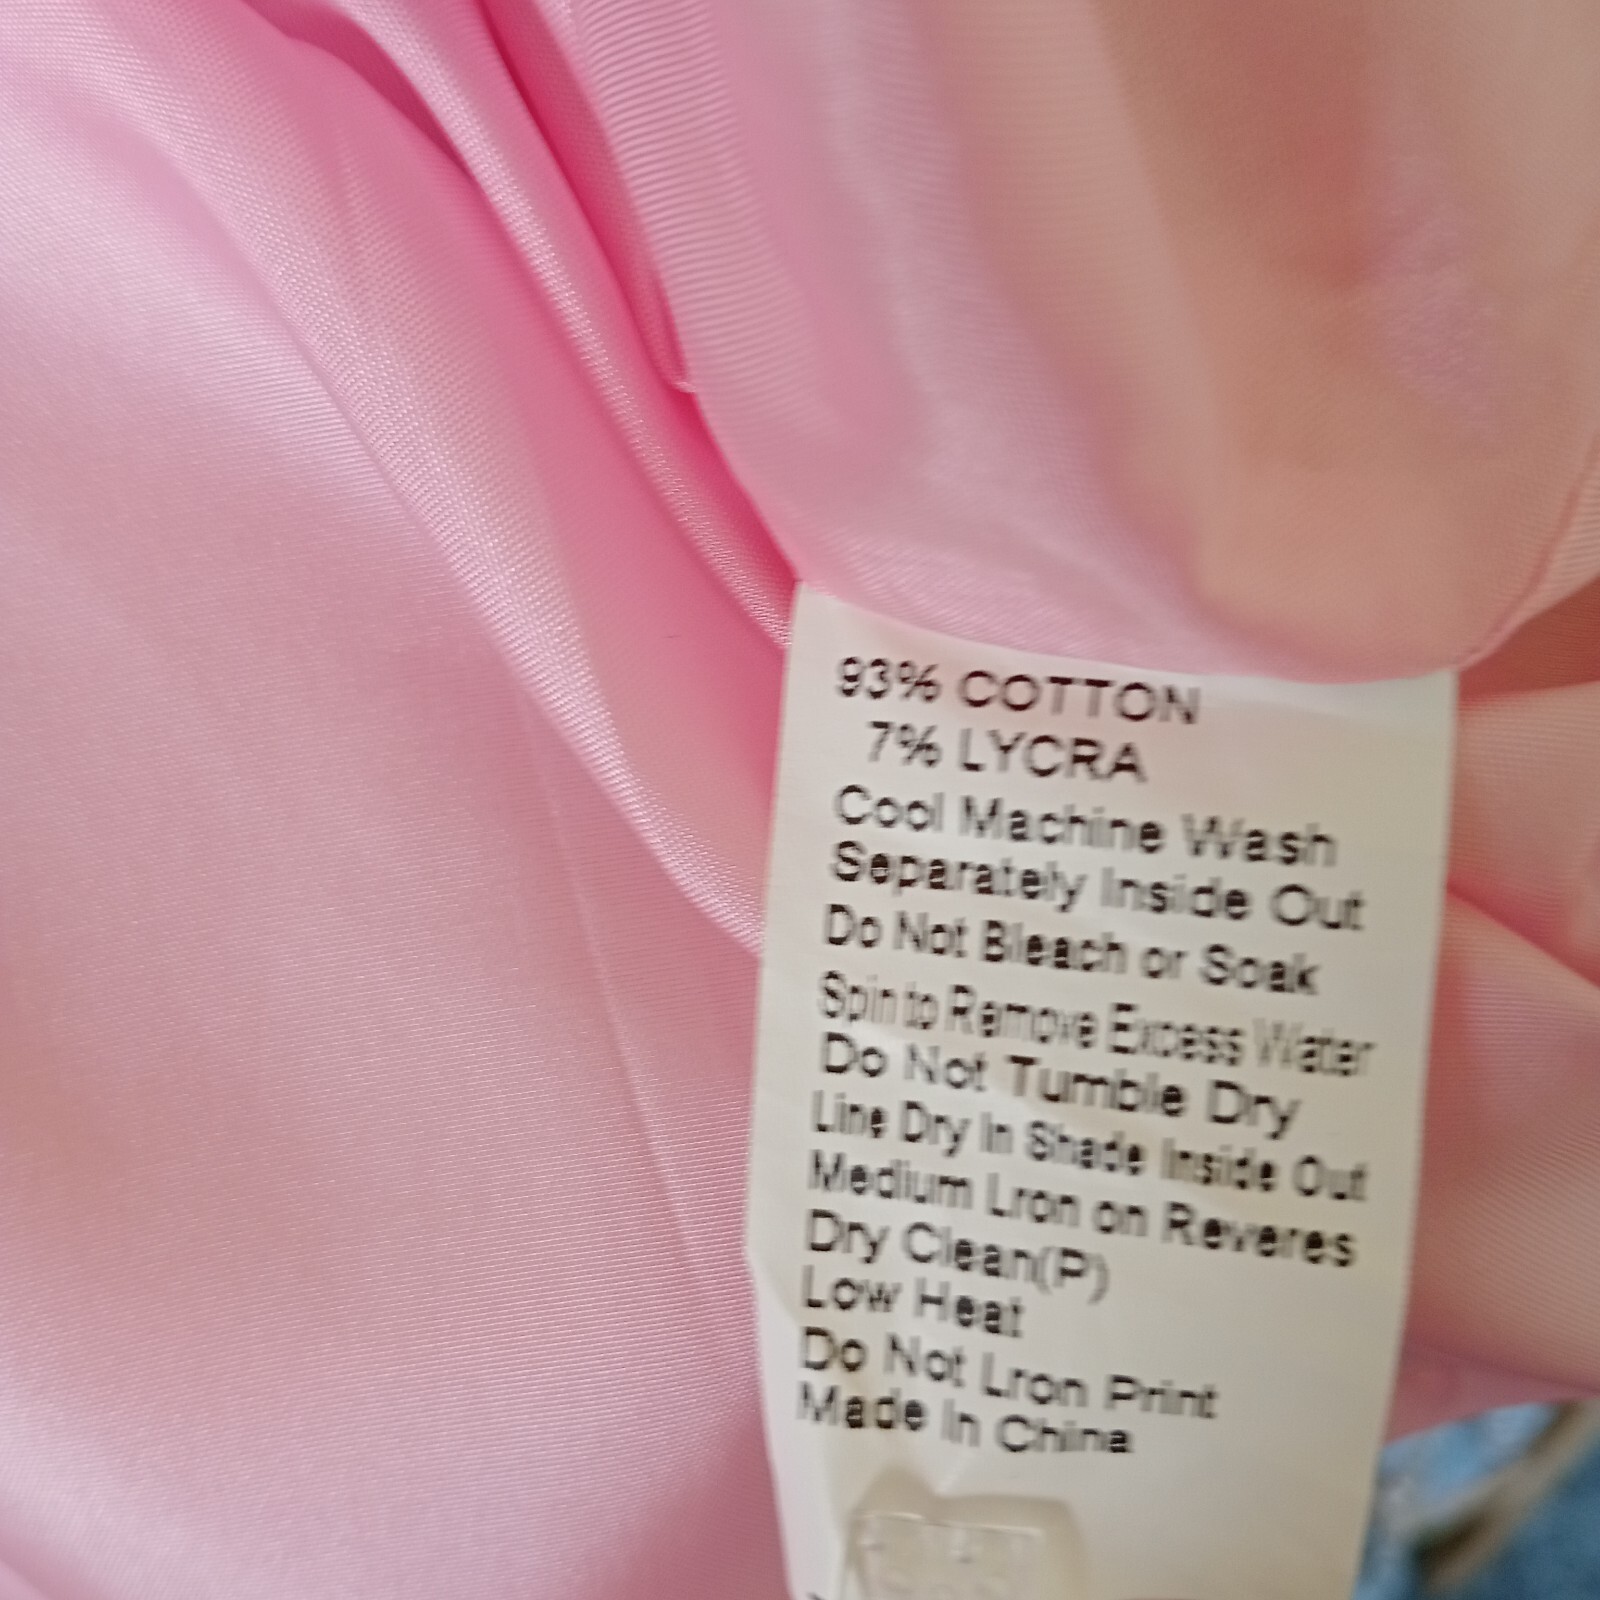 93% COTTON
7% LYCRA
Cool Machine Wash
Separately Inside Out
Do Not Bleach or Soak
Spin to Remove Excess Water
Do Not Tumble Dry
Line Dry In Shade Inside Out
Medium Lron on Reveres
Dry Clean(P)
Low Heat
Do Not Lron Print
Made In China